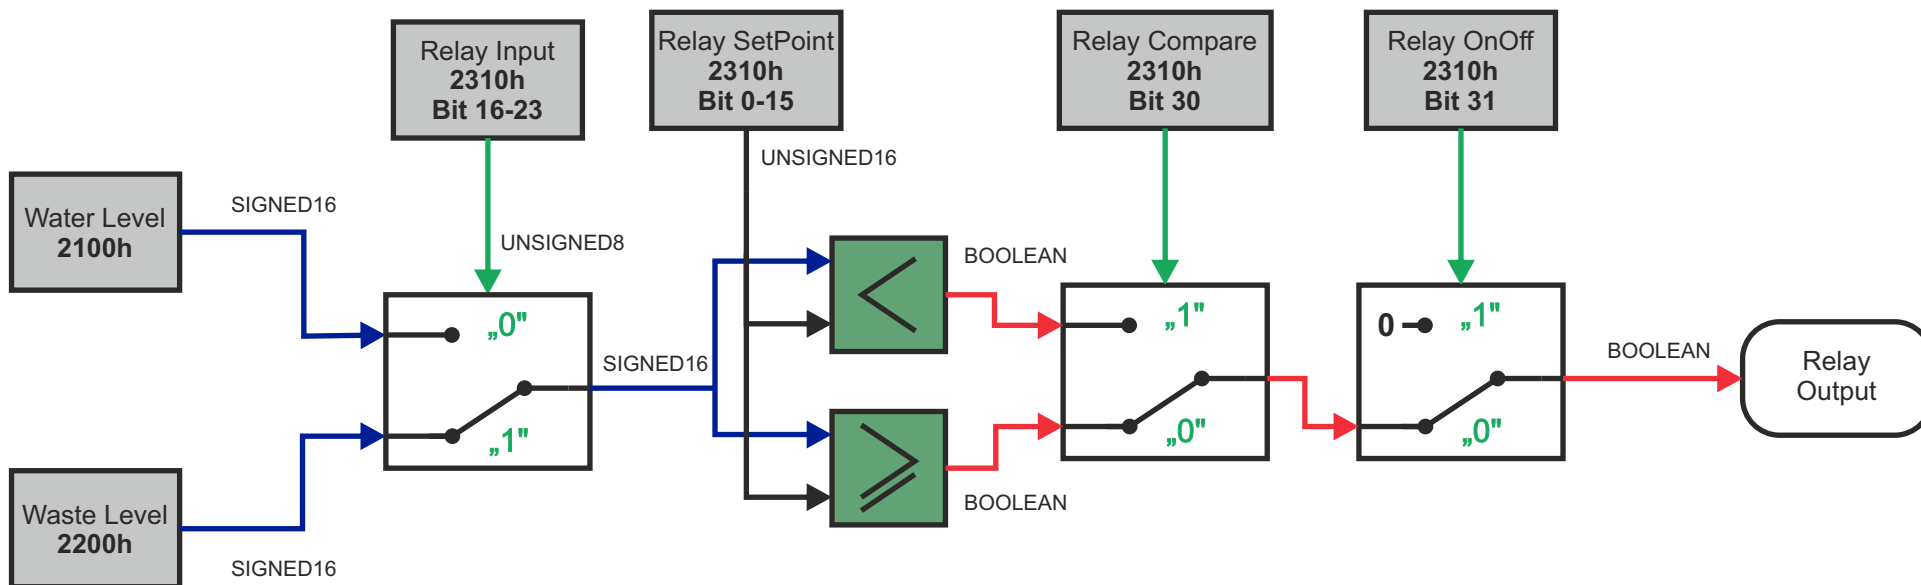 Relay Input
2310h
Bit 16-23
Relay SetPoint
2310h
Bit 0-15
Relay Compare
2310h
Bit 30
Relay OnOff
2310h
Bit 31
UNSIGNED16
Water Level
2100h
SIGNED16
UNSIGNED8
BOOLEAN
„0"
„1"
SIGNED16
<
≥
„1"
„0"
0
„1"
„0"
BOOLEAN
Relay
Output
BOOLEAN
Waste Level
2200h
SIGNED16